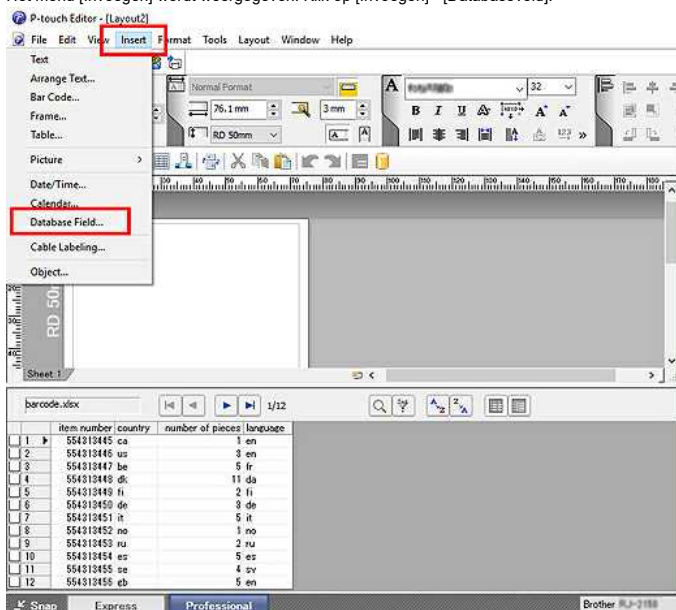 Het menu [Invoegen] wordt weergegeven. Klik op [Invoegen] - [Databaseveld].
P-touch Editor - [Layout2]
File Edit View Insert Format Tools Layout Window Help
Text
Arrange Text...
Bar Code...
Frame...
Table...
Picture
Date/Time...
Calendar...
Database Field...
Cable Labeling...
Object...
Normal Format
76.1 mm
3 mm
RD 50mm
A
32
B I U
RD 50m
Sheet 1
barcode.xlsx 1/12
item number country number of pieces language
1 554313445 ca 1 en
2 554313446 us 3 en
3 554313447 be 5 fr
4 554313448 dk 11 da
5 554313449 fi 2 fi
6 554313450 de 3 de
7 554313451 it 5 it
8 554313452 no 1 no
9 554313453 ru 2 ru
10 554313454 es 5 es
11 554313455 se 4 sv
12 554313456 gb 5 en
Snap Express Professional Brother